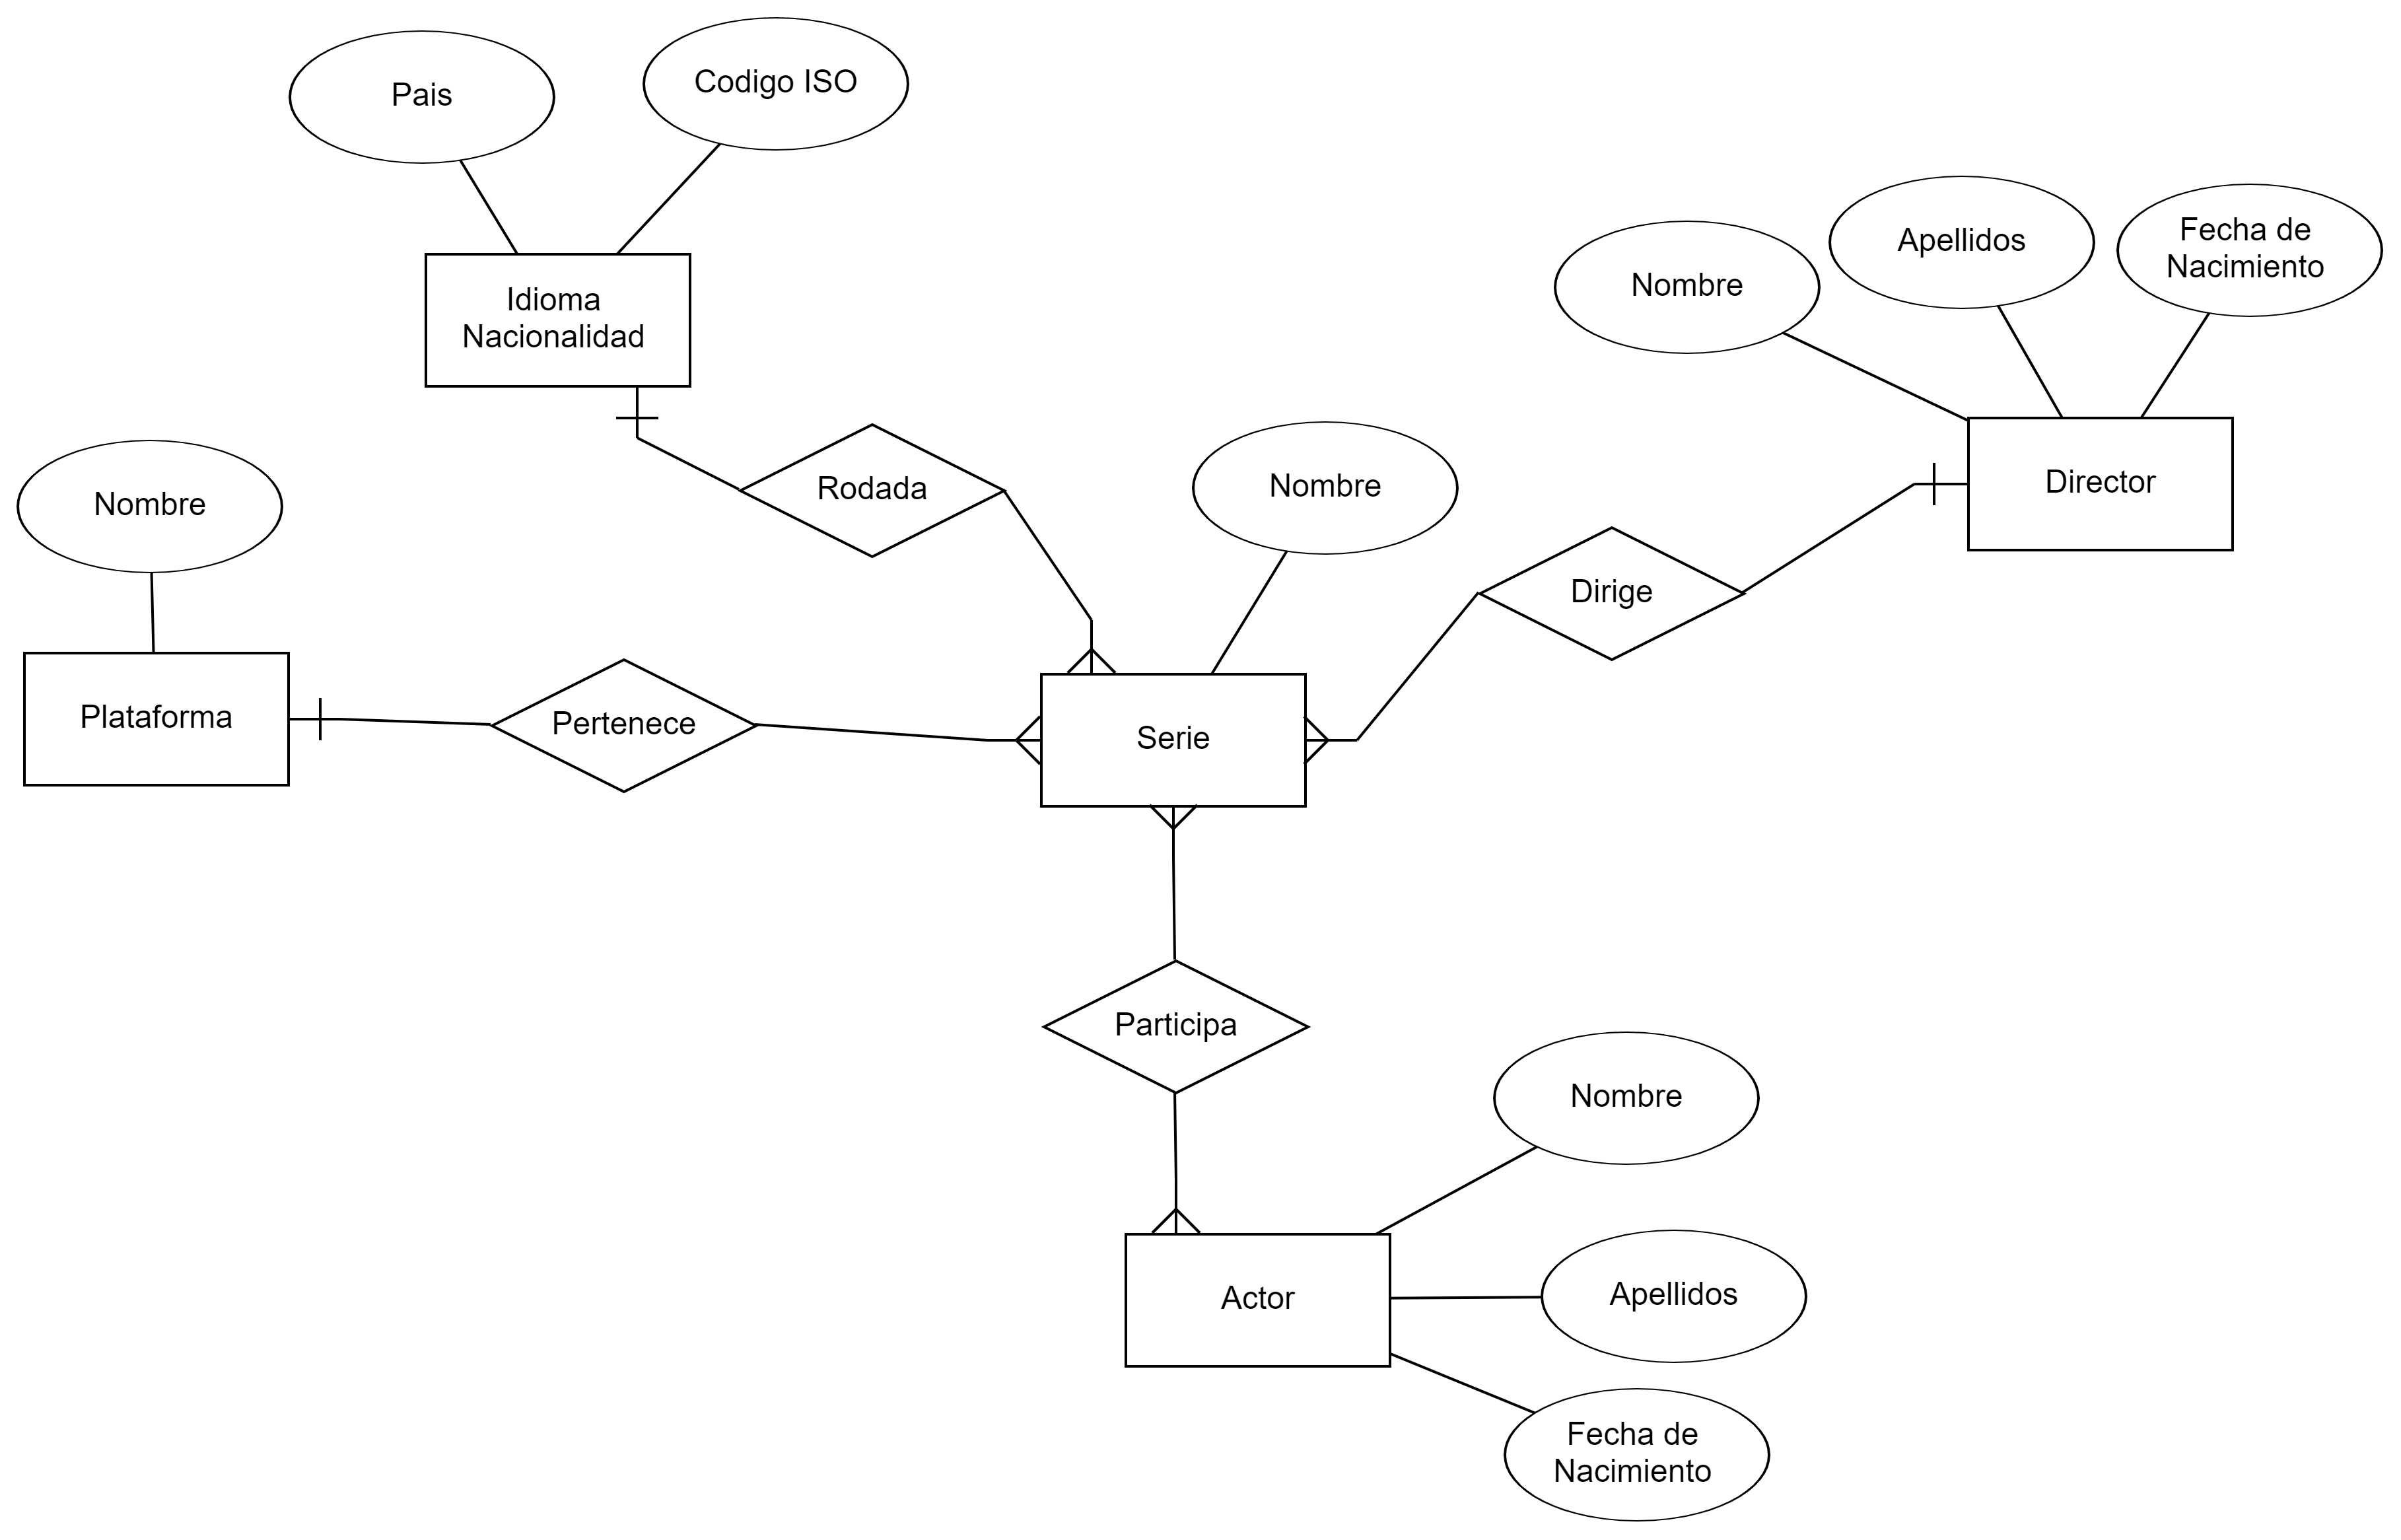 Pais
Codigo ISO
Apellidos
Fecha de
Nacimiento
Nombre
Idioma
Nacionalidad
Director
Nombre
Rodada
Nombre
Dirige
Plataforma
Pertenece
Serie
Participa
Nombre
Actor
Apellidos
Fecha de
Nacimiento